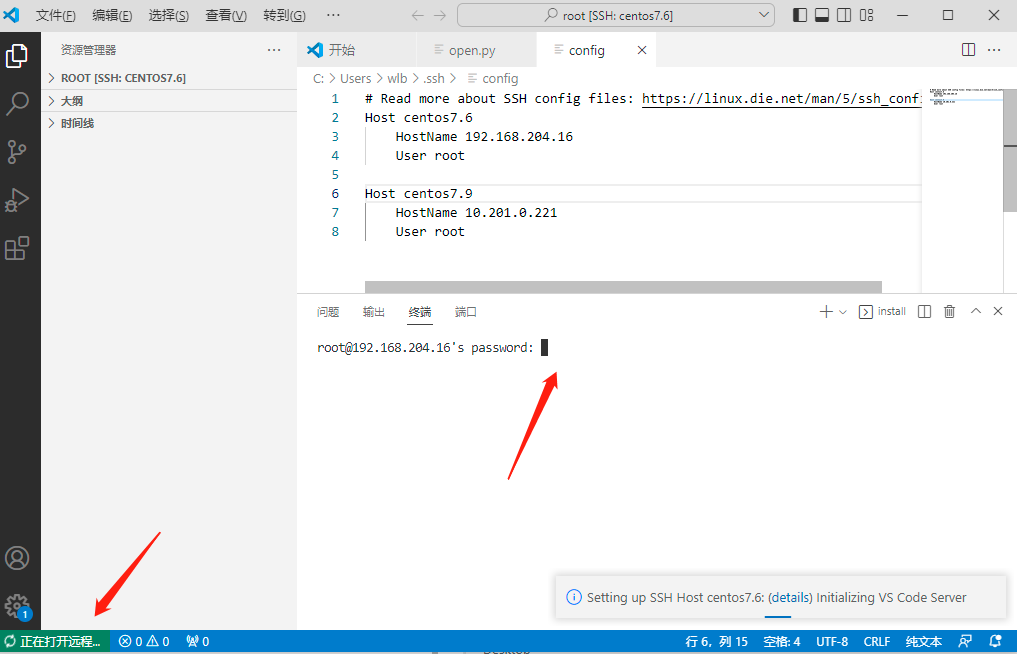 文件(F) 编辑(E) 选择(S) 查看(V) 转到(G) ··· root [SSH: centos7.6]
资源管理器 ···
ROOT [SSH: CENTOS7.6]
大纲
时间线
开始 open.py config ···
C: > Users > wlb > .ssh > config
1 # Read more about SSH config files: https://linux.die.net/man/5/ssh_confi
2 Host centos7.6
3 HostName 192.168.204.16
4 User root
5
6 Host centos7.9
7 HostName 10.201.0.221
8 User root
问题 输出 终端 端口 install
root@192.168.204.16's password:
Setting up SSH Host centos7.6: (details) Initializing VS Code Server
1
正在打开远程... 0 0 0 行 6，列 15 空格: 4 UTF-8 CRLF 纯文本